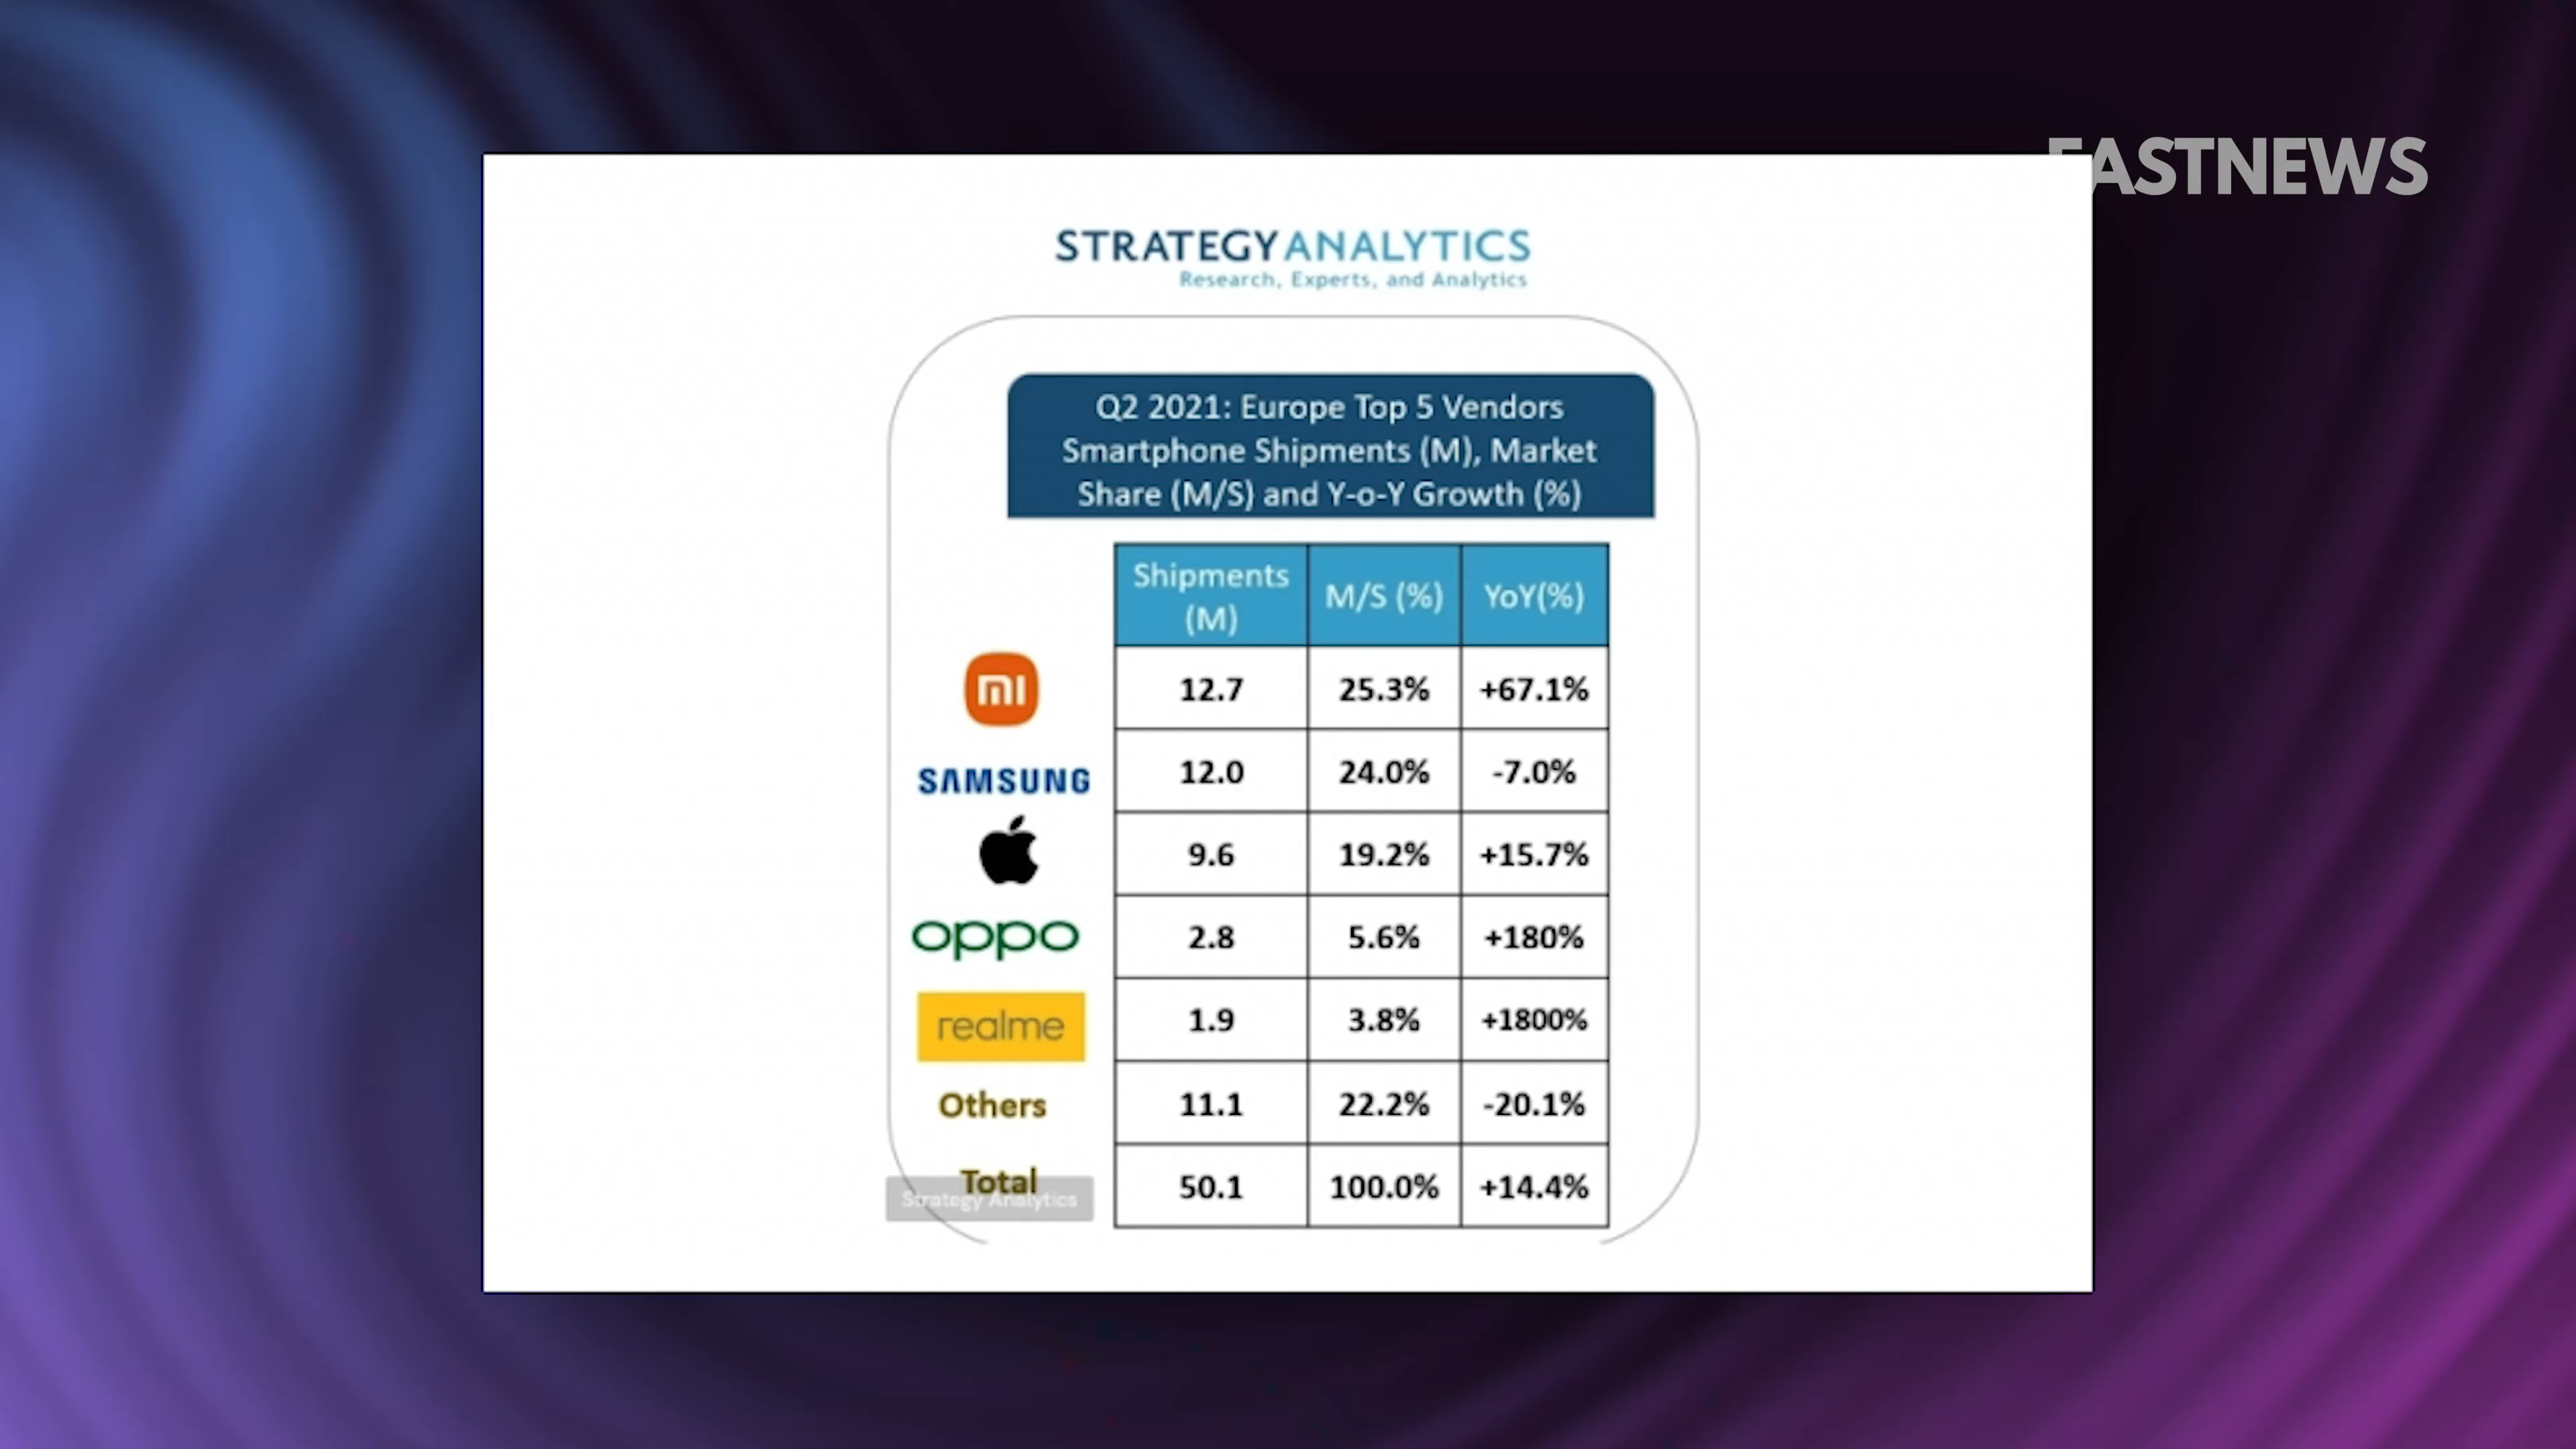 FASTNEWS
STRATEGYANALYTICS
Research, Experts, and Analytics
Q2 2021: Europe Top 5 Vendors
Smartphone Shipments (M), Market
Share (M/S) and Y-o-Y Growth (%)
Shipments (M) M/S (%) YoY(%)
mi 12.7 25.3% +67.1%
SAMSUNG 12.0 24.0% -7.0%
9.6 19.2% +15.7%
oppo 2.8 5.6% +180%
realme 1.9 3.8% +1800%
Others 11.1 22.2% -20.1%
Total 50.1 100.0% +14.4%
Strategy Analytics